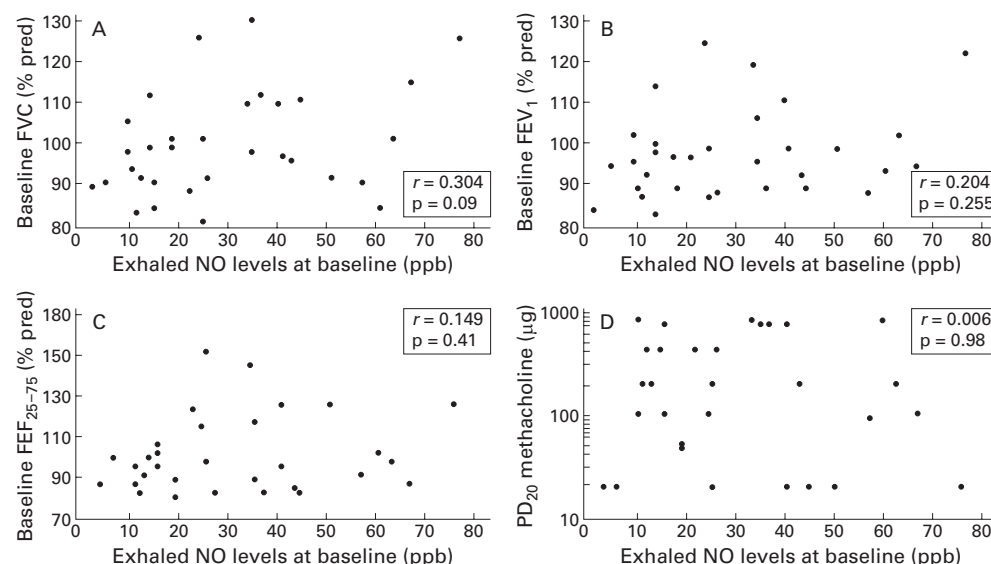 A
130
120
110
100
90
80
Baseline FVC (% pred)
r = 0.304
p = 0.09
0 10 20 30 40 50 60 70 80
Exhaled NO levels at baseline (ppb)
B
130
120
110
100
90
80
Baseline FEV1 (% pred)
r = 0.204
p = 0.255
0 10 20 30 40 50 60 70 80
Exhaled NO levels at baseline (ppb)
C
180
150
130
110
90
70
Baseline FEF25–75 (% pred)
r = 0.149
p = 0.41
0 10 20 30 40 50 60 70 80
Exhaled NO levels at baseline (ppb)
D
1000
100
10
PD20 methacholine (µg)
r = 0.006
p = 0.98
0 10 20 30 40 50 60 70 80
Exhaled NO levels at baseline (ppb)